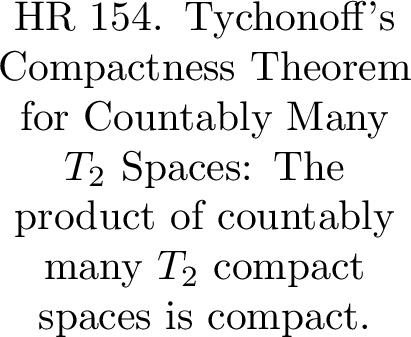 HR 154. Tychonoff's
Compactness Theorem
for Countably Many
$T_2$ Spaces: The
product of countably
many $T_2$ compact
spaces is compact.